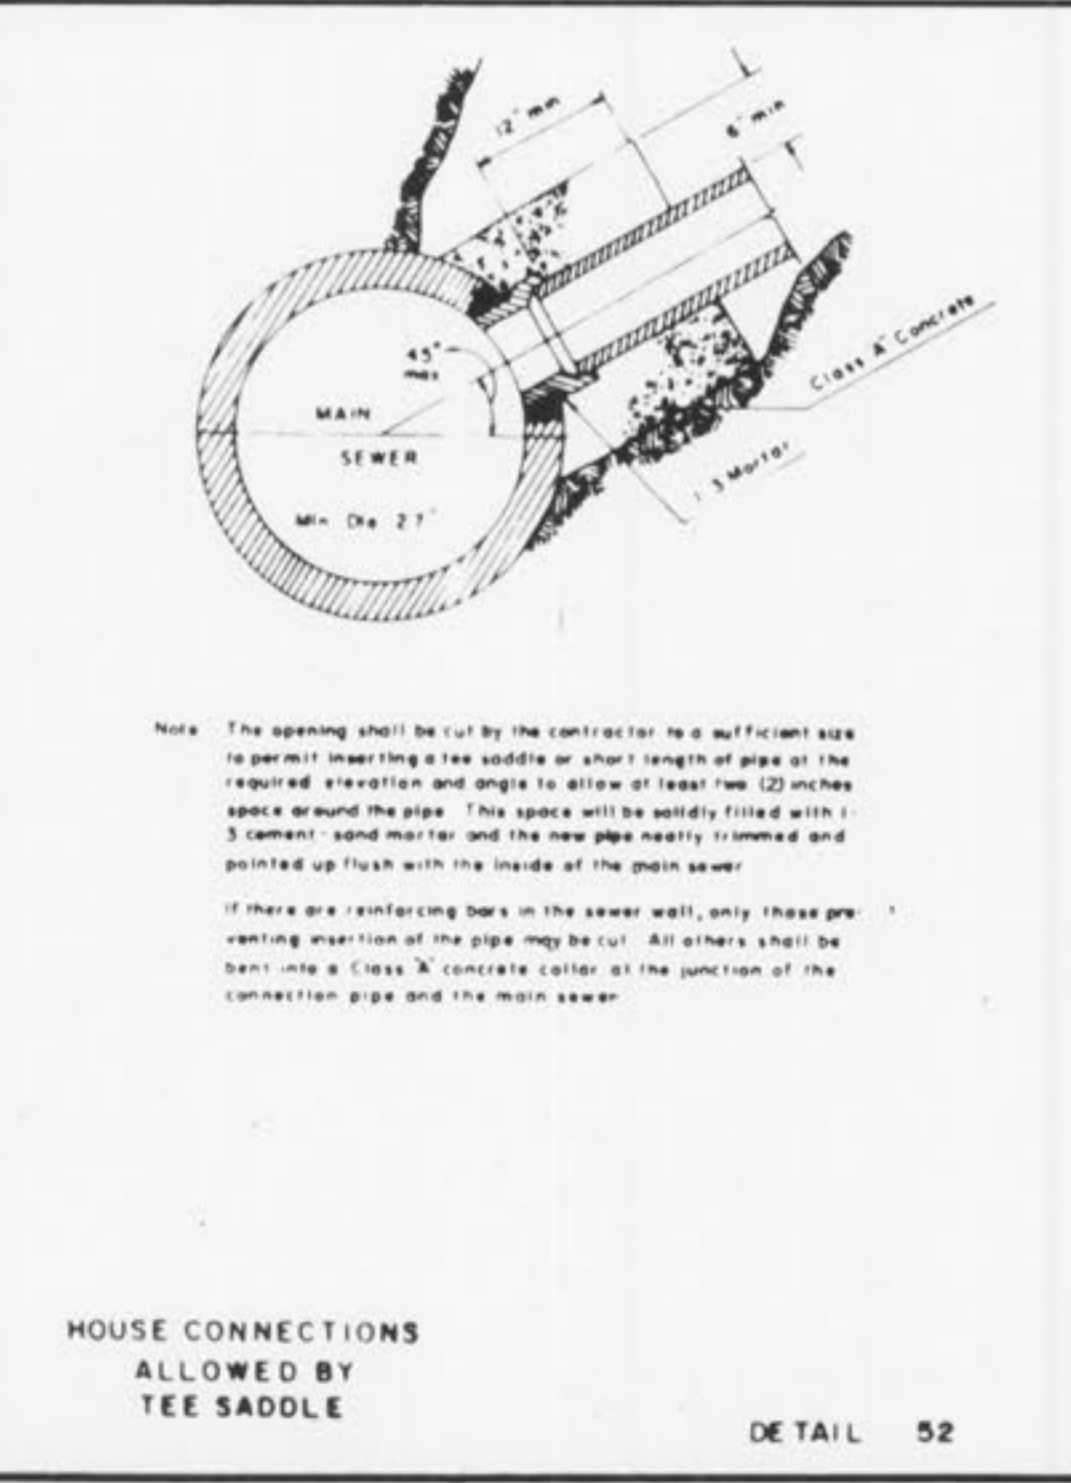 12" min
6" min
Class "A" Concrete
45°
max
MAIN
SEWER
Min Dia 27"
1-3 Mortar
Note The opening shall be cut by the contractor to a sufficient size
to permit inserting a tee saddle or short length of pipe at the
required elevation and angle to allow at least two (2) inches
space around the pipe This space will be solidly filled with 1-
3 cement-sand mortar and the new pipe neatly trimmed and
pointed up flush with the inside of the main sewer
If there are reinforcing bars in the sewer wall, only those pre-
venting insertion of the pipe may be cut All others shall be
bent into a Class "A" concrete collar at the junction of the
connection pipe and the main sewer
HOUSE CONNECTIONS
ALLOWED BY
TEE SADDLE
DETAIL 52